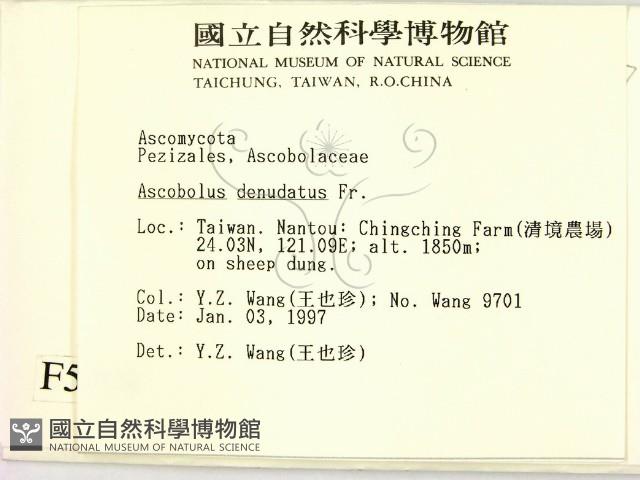 國立自然科學博物館
NATIONAL MUSEUM OF NATURAL SCIENCE
TAICHUNG, TAIWAN, R.O.CHINA
Ascomycota
Pezizales, Ascobolaceae
Ascobolus denudatus Fr.
Loc.: Taiwan. Nantou: Chingching Farm(清境農場)
24.03N, 121.09E; alt. 1850m;
on sheep dung.
Col.: Y.Z. Wang(王也珍); No. Wang 9701
Date: Jan. 03, 1997
Det.: Y.Z. Wang(王也珍)
F5
國立自然科學博物館
NATIONAL MUSEUM OF NATURAL SCIENCE